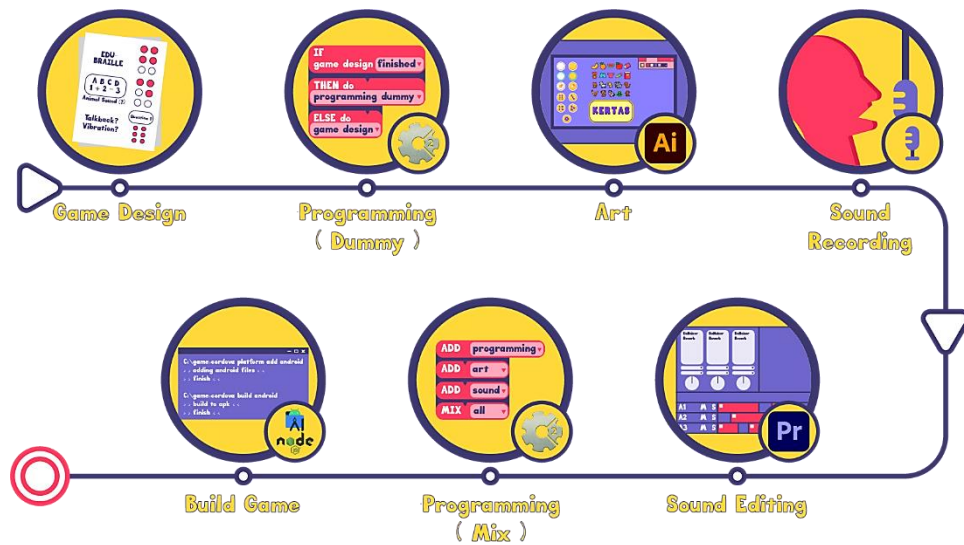 EDU-
BRAILLE
A B C D
1 + 2 - 3
Animal Sound (?)
Talkback?
Vibration?
Game Design
IF
game design finished
THEN do
programming dummy
ELSE do
game design
Programming
( Dummy )
KERTAS
Ai
Art
Sound
Recording
C:\game>cordova platform add android
. . adding android files . .
. . finish . .
C:\game>cordova build android
. . build to apk . .
. . finish . .
node
Build Game
ADD programming
ADD art
ADD sound
MIX all
Programming
( Mix )
A1 M S
A2 M S
A3 M S
Pr
Sound Editing